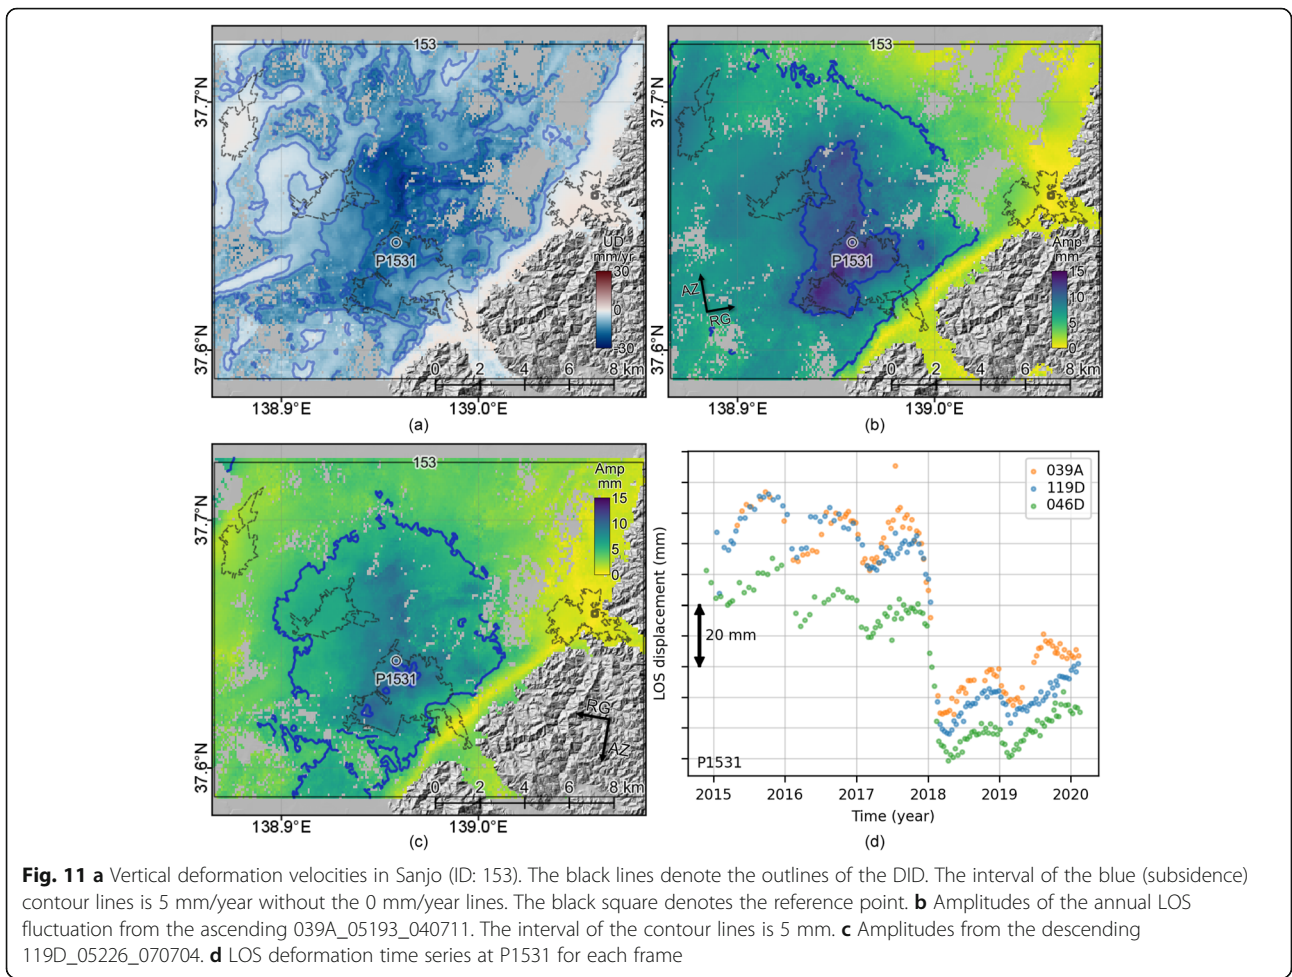 153
37.7°N
37.6°N
P1531
UD
mm/yr
30
0
-30
0 2 4 6 8 km
138.9°E 139.0°E
(a)
153
37.7°N
37.6°N
P1531
AZ
RG
Amp
mm
15
10
5
0
0 2 4 6 8 km
138.9°E 139.0°E
(b)
153
37.7°N
37.6°N
P1531
Amp
mm
15
10
5
0
RG
AZ
0 2 4 6 8 km
138.9°E 139.0°E
(c)
LOS displacement (mm)
039A
119D
046D
20 mm
P1531
2015 2016 2017 2018 2019 2020
Time (year)
(d)
Fig. 11 a Vertical deformation velocities in Sanjo (ID: 153). The black lines denote the outlines of the DID. The interval of the blue (subsidence)
contour lines is 5 mm/year without the 0 mm/year lines. The black square denotes the reference point. b Amplitudes of the annual LOS
fluctuation from the ascending 039A_05193_040711. The interval of the contour lines is 5 mm. c Amplitudes from the descending
119D_05226_070704. d LOS deformation time series at P1531 for each frame